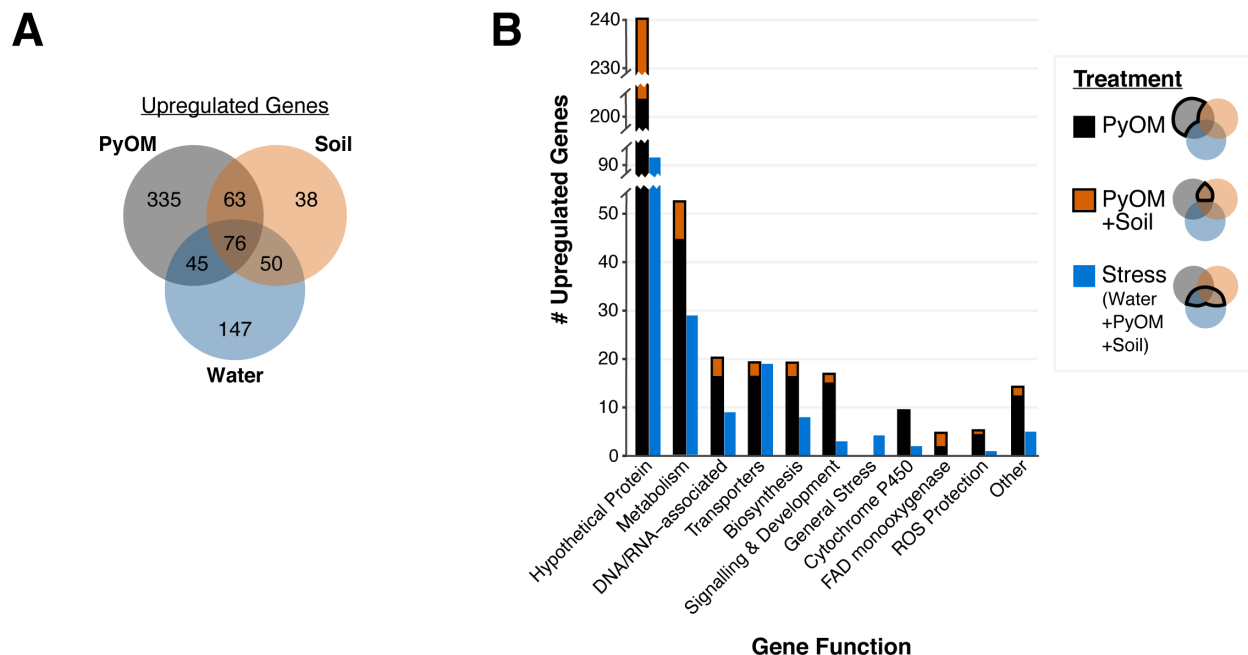 A
Upregulated Genes
PyOM
Soil
335
63
38
76
45
50
147
Water
B
# Upregulated Genes
240
230
200
90
50
40
30
20
10
0
Hypothetical Protein
Metabolism
DNA/RNA−associated
Transporters
Biosynthesis
Signalling & Development
General Stress
Cytochrome P450
FAD monooxygenase
ROS Protection
Other
Gene Function
Treatment
PyOM
PyOM
+Soil
Stress
(Water
+PyOM
+Soil)